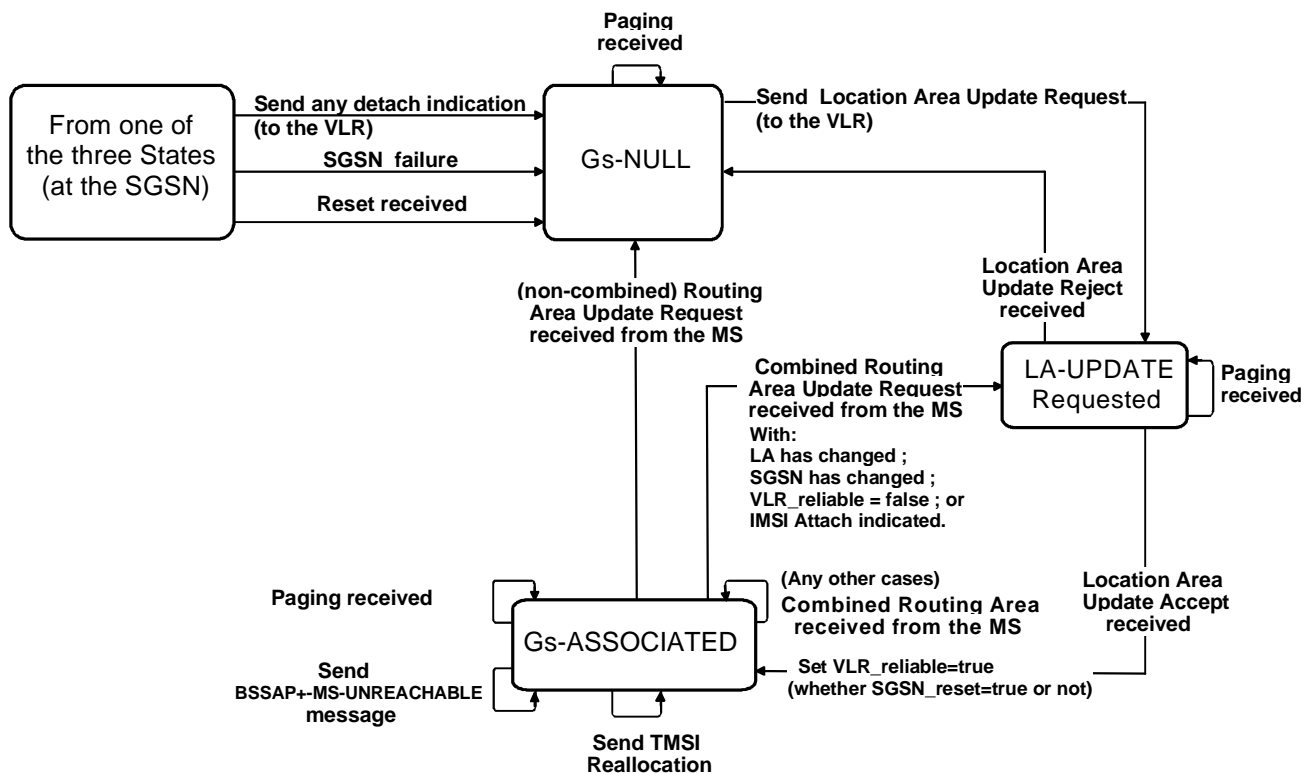 Paging
received
From one of
the three States
(at the SGSN)
Send any detach indication
(to the VLR)
SGSN failure
Reset received
Gs-NULL
Send Location Area Update Request
(to the VLR)
(non-combined) Routing
Area Update Request
received from the MS
Location Area
Update Reject
received
Combined Routing
Area Update Request
received from the MS
With:
LA has changed ;
SGSN has changed ;
VLR_reliable = false ; or
IMSI Attach indicated.
LA-UPDATE
Requested
Paging
received
Paging received
Send
BSSAP+-MS-UNREACHABLE
message
Gs-ASSOCIATED
(Any other cases)
Combined Routing Area
received from the MS
Set VLR_reliable=true
(whether SGSN_reset=true or not)
Location Area
Update Accept
received
Send TMSI
Reallocation